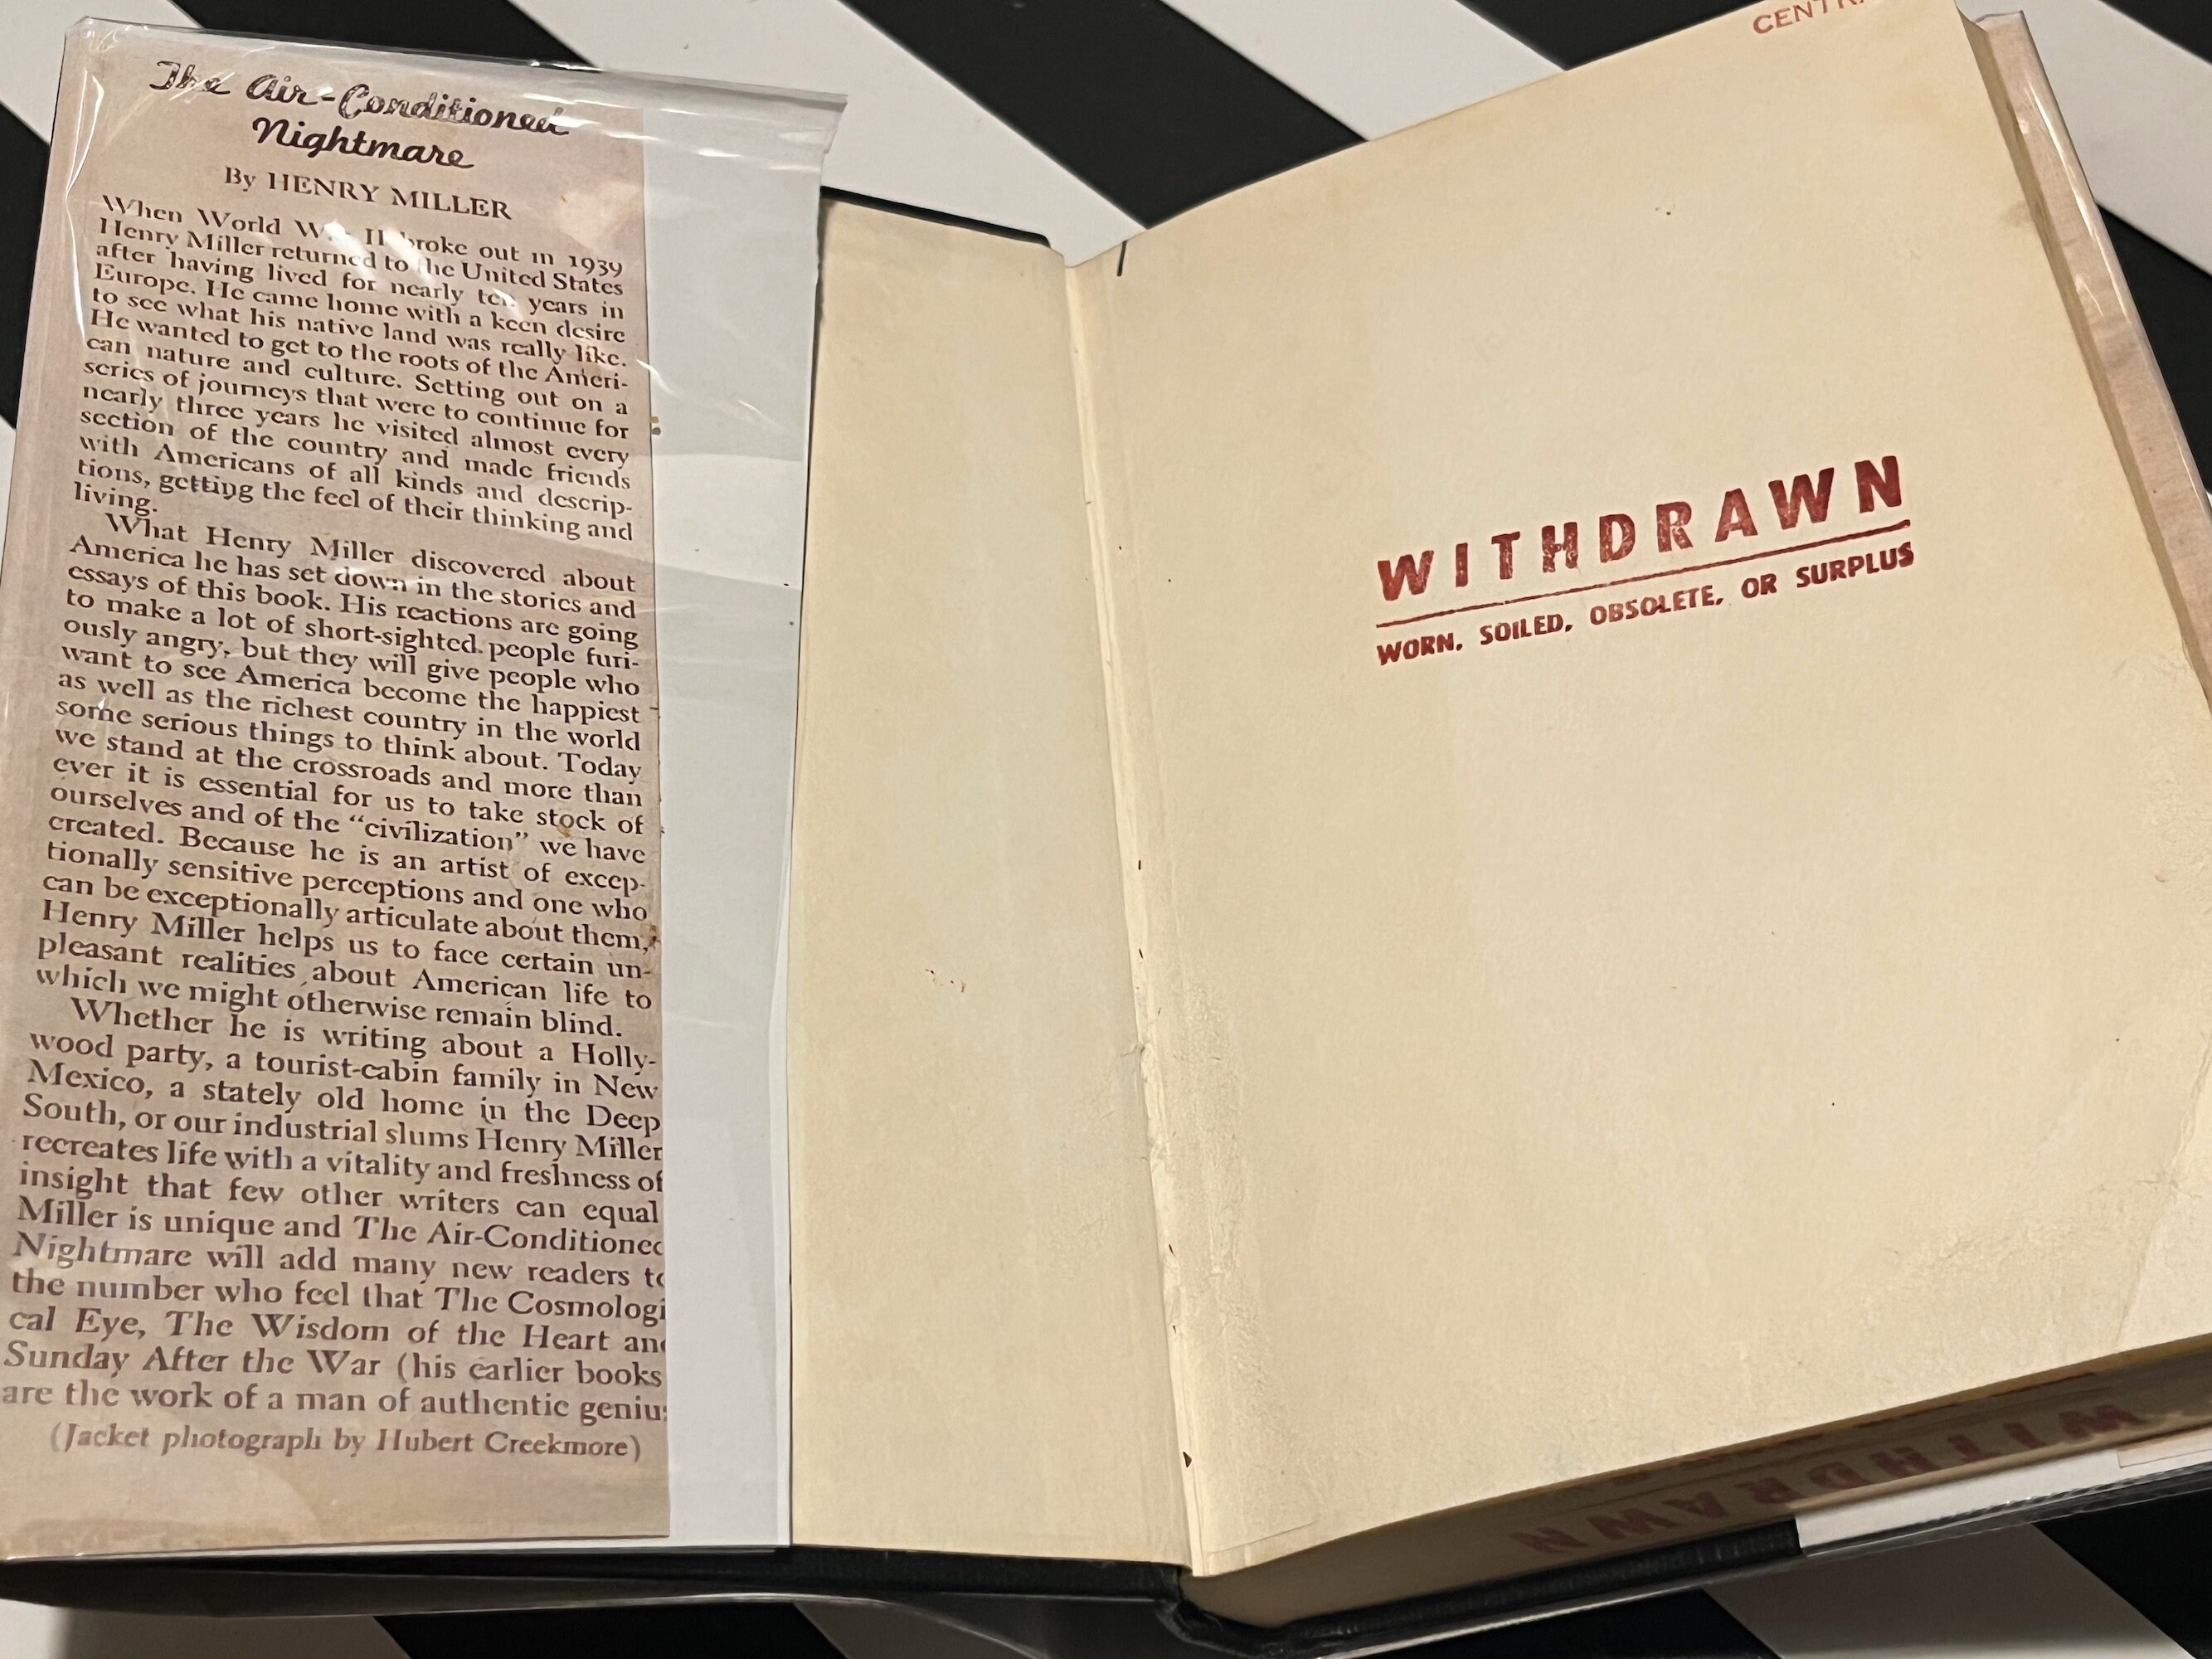 The Air-Conditioned
Nightmare
By HENRY MILLER
When World War II broke out in 1939
Henry Miller returned to the United States
after having lived for nearly ten years in
Europe. He came home with a keen desire
to see what his native land was really like.
He wanted to get to the roots of the Ameri-
can nature and culture. Setting out on a
series of journeys that were to continue for
nearly three years he visited almost every
section of the country and made friends
with Americans of all kinds and descrip-
tions, getting the feel of their thinking and
living.
What Henry Miller discovered about
America he has set down in the stories and
essays of this book. His reactions are going
to make a lot of short-sighted people furi-
ously angry, but they will give people who
want to see America become the happiest
as well as the richest country in the world
some serious things to think about. Today
we stand at the crossroads and more than
ever it is essential for us to take stock of
ourselves and of the “civilization” we have
created. Because he is an artist of excep-
tionally sensitive perceptions and one who
can be exceptionally articulate about them,
Henry Miller helps us to face certain un-
pleasant realities about American life to
which we might otherwise remain blind.
Whether he is writing about a Holly-
wood party, a tourist-cabin family in New
Mexico, a stately old home in the Deep
South, or our industrial slums Henry Miller
recreates life with a vitality and freshness of
insight that few other writers can equal
Miller is unique and The Air-Conditioned
Nightmare will add many new readers to
the number who feel that The Cosmologi
cal Eye, The Wisdom of the Heart and
Sunday After the War (his earlier books
are the work of a man of authentic genius
(Jacket photograph by Hubert Creekmore)
WITHDRAWN
WORN, SOILED, OBSOLETE, OR SURPLUS
WITHDRAWN